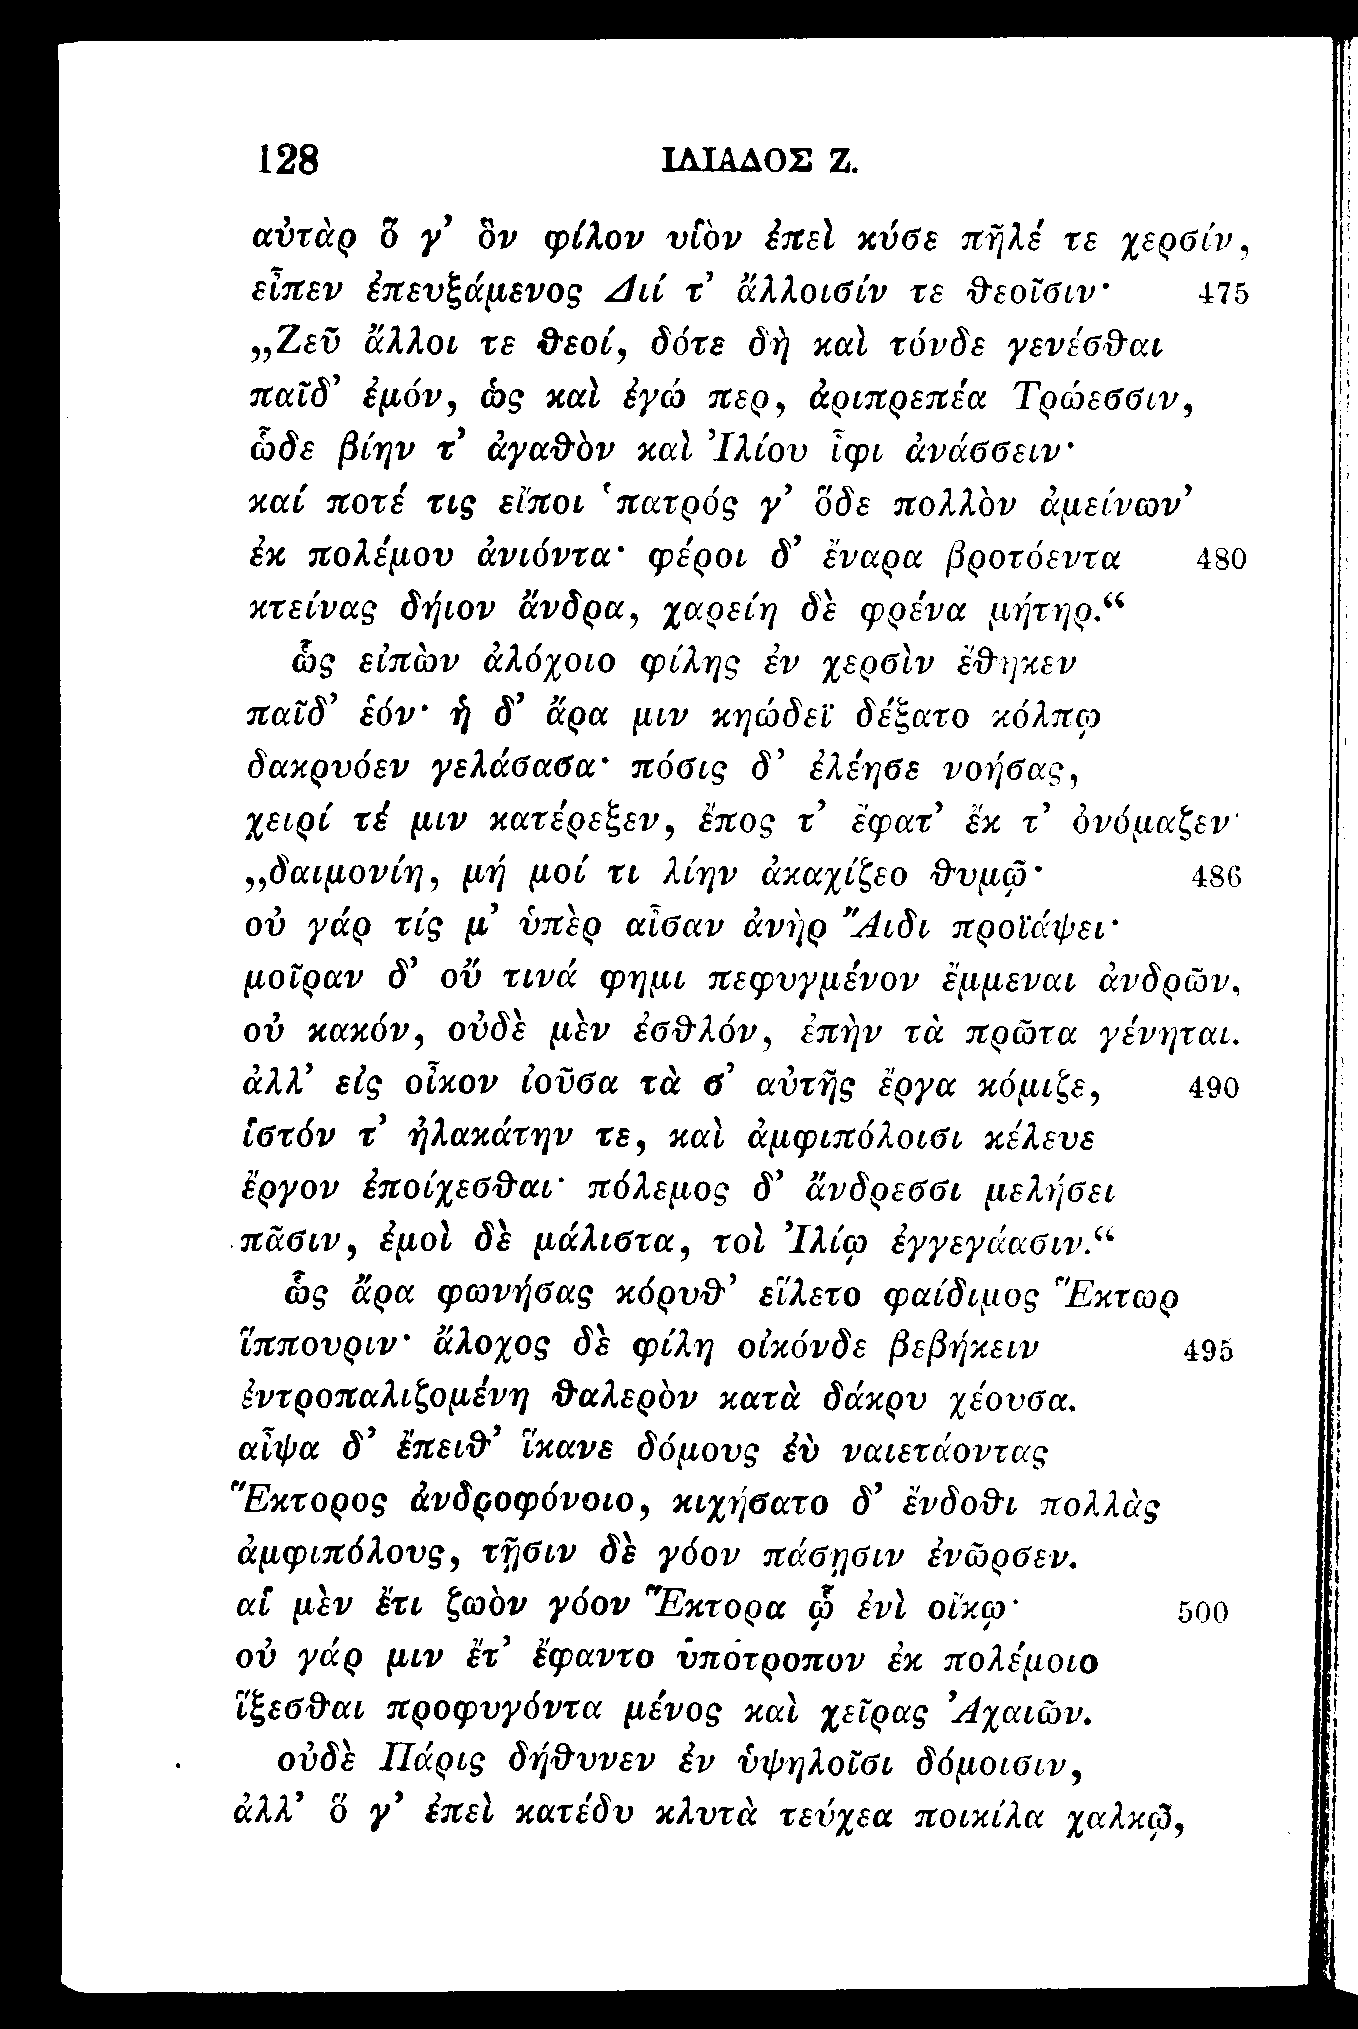 128 ΙΛΙΑΔΟΣ Ζ.
αὐτὰρ ὅ γ’ ὃν φίλον υἱὸν ἐπεὶ κύσε πῆλέ τε χερσίν,
εἶπεν ἐπευξάμενος Διί τ’ ἄλλοισίν τε θεοῖσιν· 475
„Ζεῦ ἄλλοι τε θεοί, δότε δὴ καὶ τόνδε γενέσθαι
παῖδ’ ἐμόν, ὡς καὶ ἐγώ περ, ἀριπρεπέα Τρώεσσιν,
ὧδε βίην τ’ ἀγαθὸν καὶ Ἰλίου ἶφι ἀνάσσειν·
καί ποτέ τις εἴποι ‘πατρός γ’ ὅδε πολλὸν ἀμείνων’
ἐκ πολέμου ἀνιόντα· φέροι δ’ ἔναρα βροτόεντα 480
κτείνας δήιον ἄνδρα, χαρείη δὲ φρένα μήτηρ.“
ὣς εἰπὼν ἀλόχοιο φίλης ἐν χερσὶν ἔθηκεν
παῖδ’ ἑόν· ἡ δ’ ἄρα μιν κηώδεϊ δέξατο κόλπῳ
δακρυόεν γελάσασα· πόσις δ’ ἐλέησε νοήσας,
χειρί τέ μιν κατέρεξεν, ἔπος τ’ ἔφατ’ ἔκ τ’ ὀνόμαζεν·
„δαιμονίη, μή μοί τι λίην ἀκαχίζεο θυμῷ· 486
οὐ γάρ τίς μ’ ὑπὲρ αἶσαν ἀνὴρ Ἄιδι προϊάψει·
μοῖραν δ’ οὔ τινά φημι πεφυγμένον ἔμμεναι ἀνδρῶν,
οὐ κακόν, οὐδὲ μὲν ἐσθλόν, ἐπὴν τὰ πρῶτα γένηται.
ἀλλ’ εἰς οἶκον ἰοῦσα τὰ σ’ αὐτῆς ἔργα κόμιζε, 490
ἱστόν τ’ ἠλακάτην τε, καὶ ἀμφιπόλοισι κέλευε
ἔργον ἐποίχεσθαι· πόλεμος δ’ ἄνδρεσσι μελήσει
πᾶσιν, ἐμοὶ δὲ μάλιστα, τοὶ Ἰλίῳ ἐγγεγάασιν.“
ὣς ἄρα φωνήσας κόρυθ’ εἵλετο φαίδιμος Ἕκτωρ
ἵππουριν· ἄλοχος δὲ φίλη οἰκόνδε βεβήκειν 495
ἐντροπαλιζομένη θαλερὸν κατὰ δάκρυ χέουσα.
αἶψα δ’ ἔπειθ’ ἵκανε δόμους ἐὺ ναιετάοντας
Ἕκτορος ἀνδροφόνοιο, κιχήσατο δ’ ἔνδοθι πολλὰς
ἀμφιπόλους, τῇσιν δὲ γόον πάσῃσιν ἐνῶρσεν.
αἱ μὲν ἔτι ζωὸν γόον Ἕκτορα ᾧ ἐνὶ οἴκῳ· 500
οὐ γάρ μιν ἔτ’ ἔφαντο ὑπότροπον ἐκ πολέμοιο
ἵξεσθαι προφυγόντα μένος καὶ χεῖρας Ἀχαιῶν.
οὐδὲ Πάρις δήθυνεν ἐν ὑψηλοῖσι δόμοισιν,
ἀλλ’ ὅ γ’ ἐπεὶ κατέδυ κλυτὰ τεύχεα ποικίλα χαλκῷ,